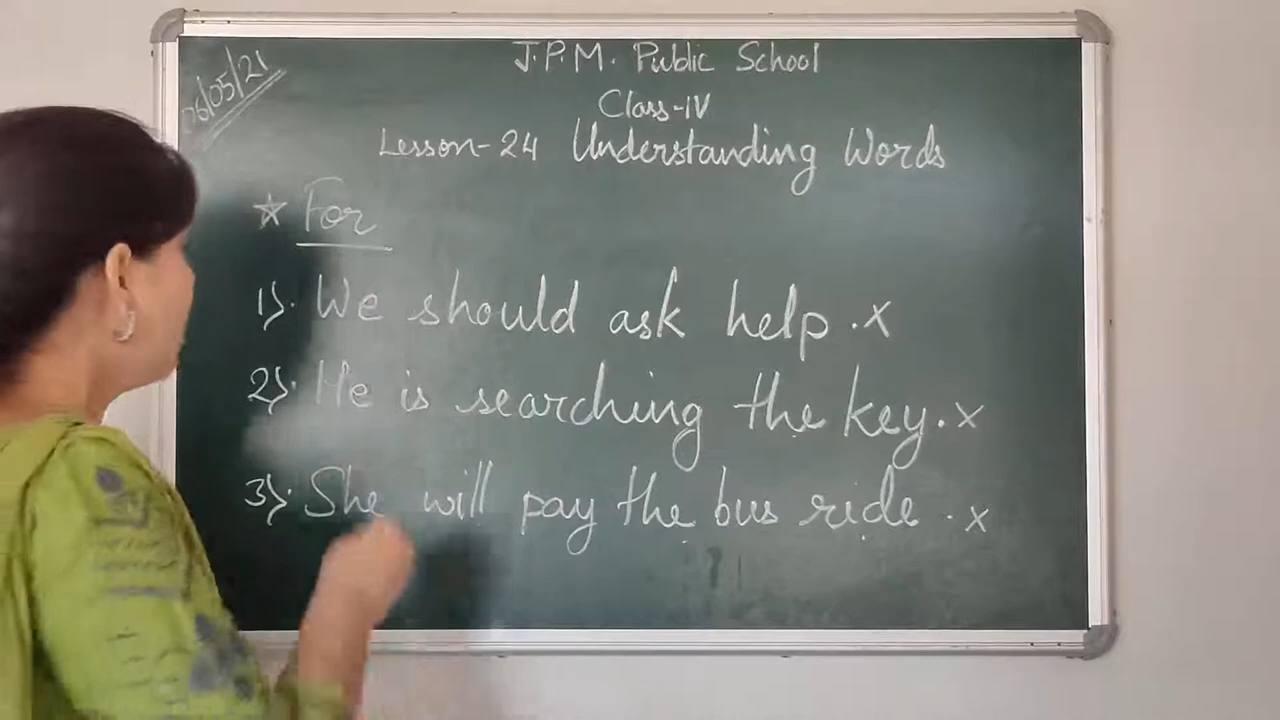 06/05/21
J.P.M. Public School
Class-IV
Lesson-24 Understanding Words
☆ For
1). We should ask help. x
2). He is searching the key. x
3). She will pay the bus ride. x